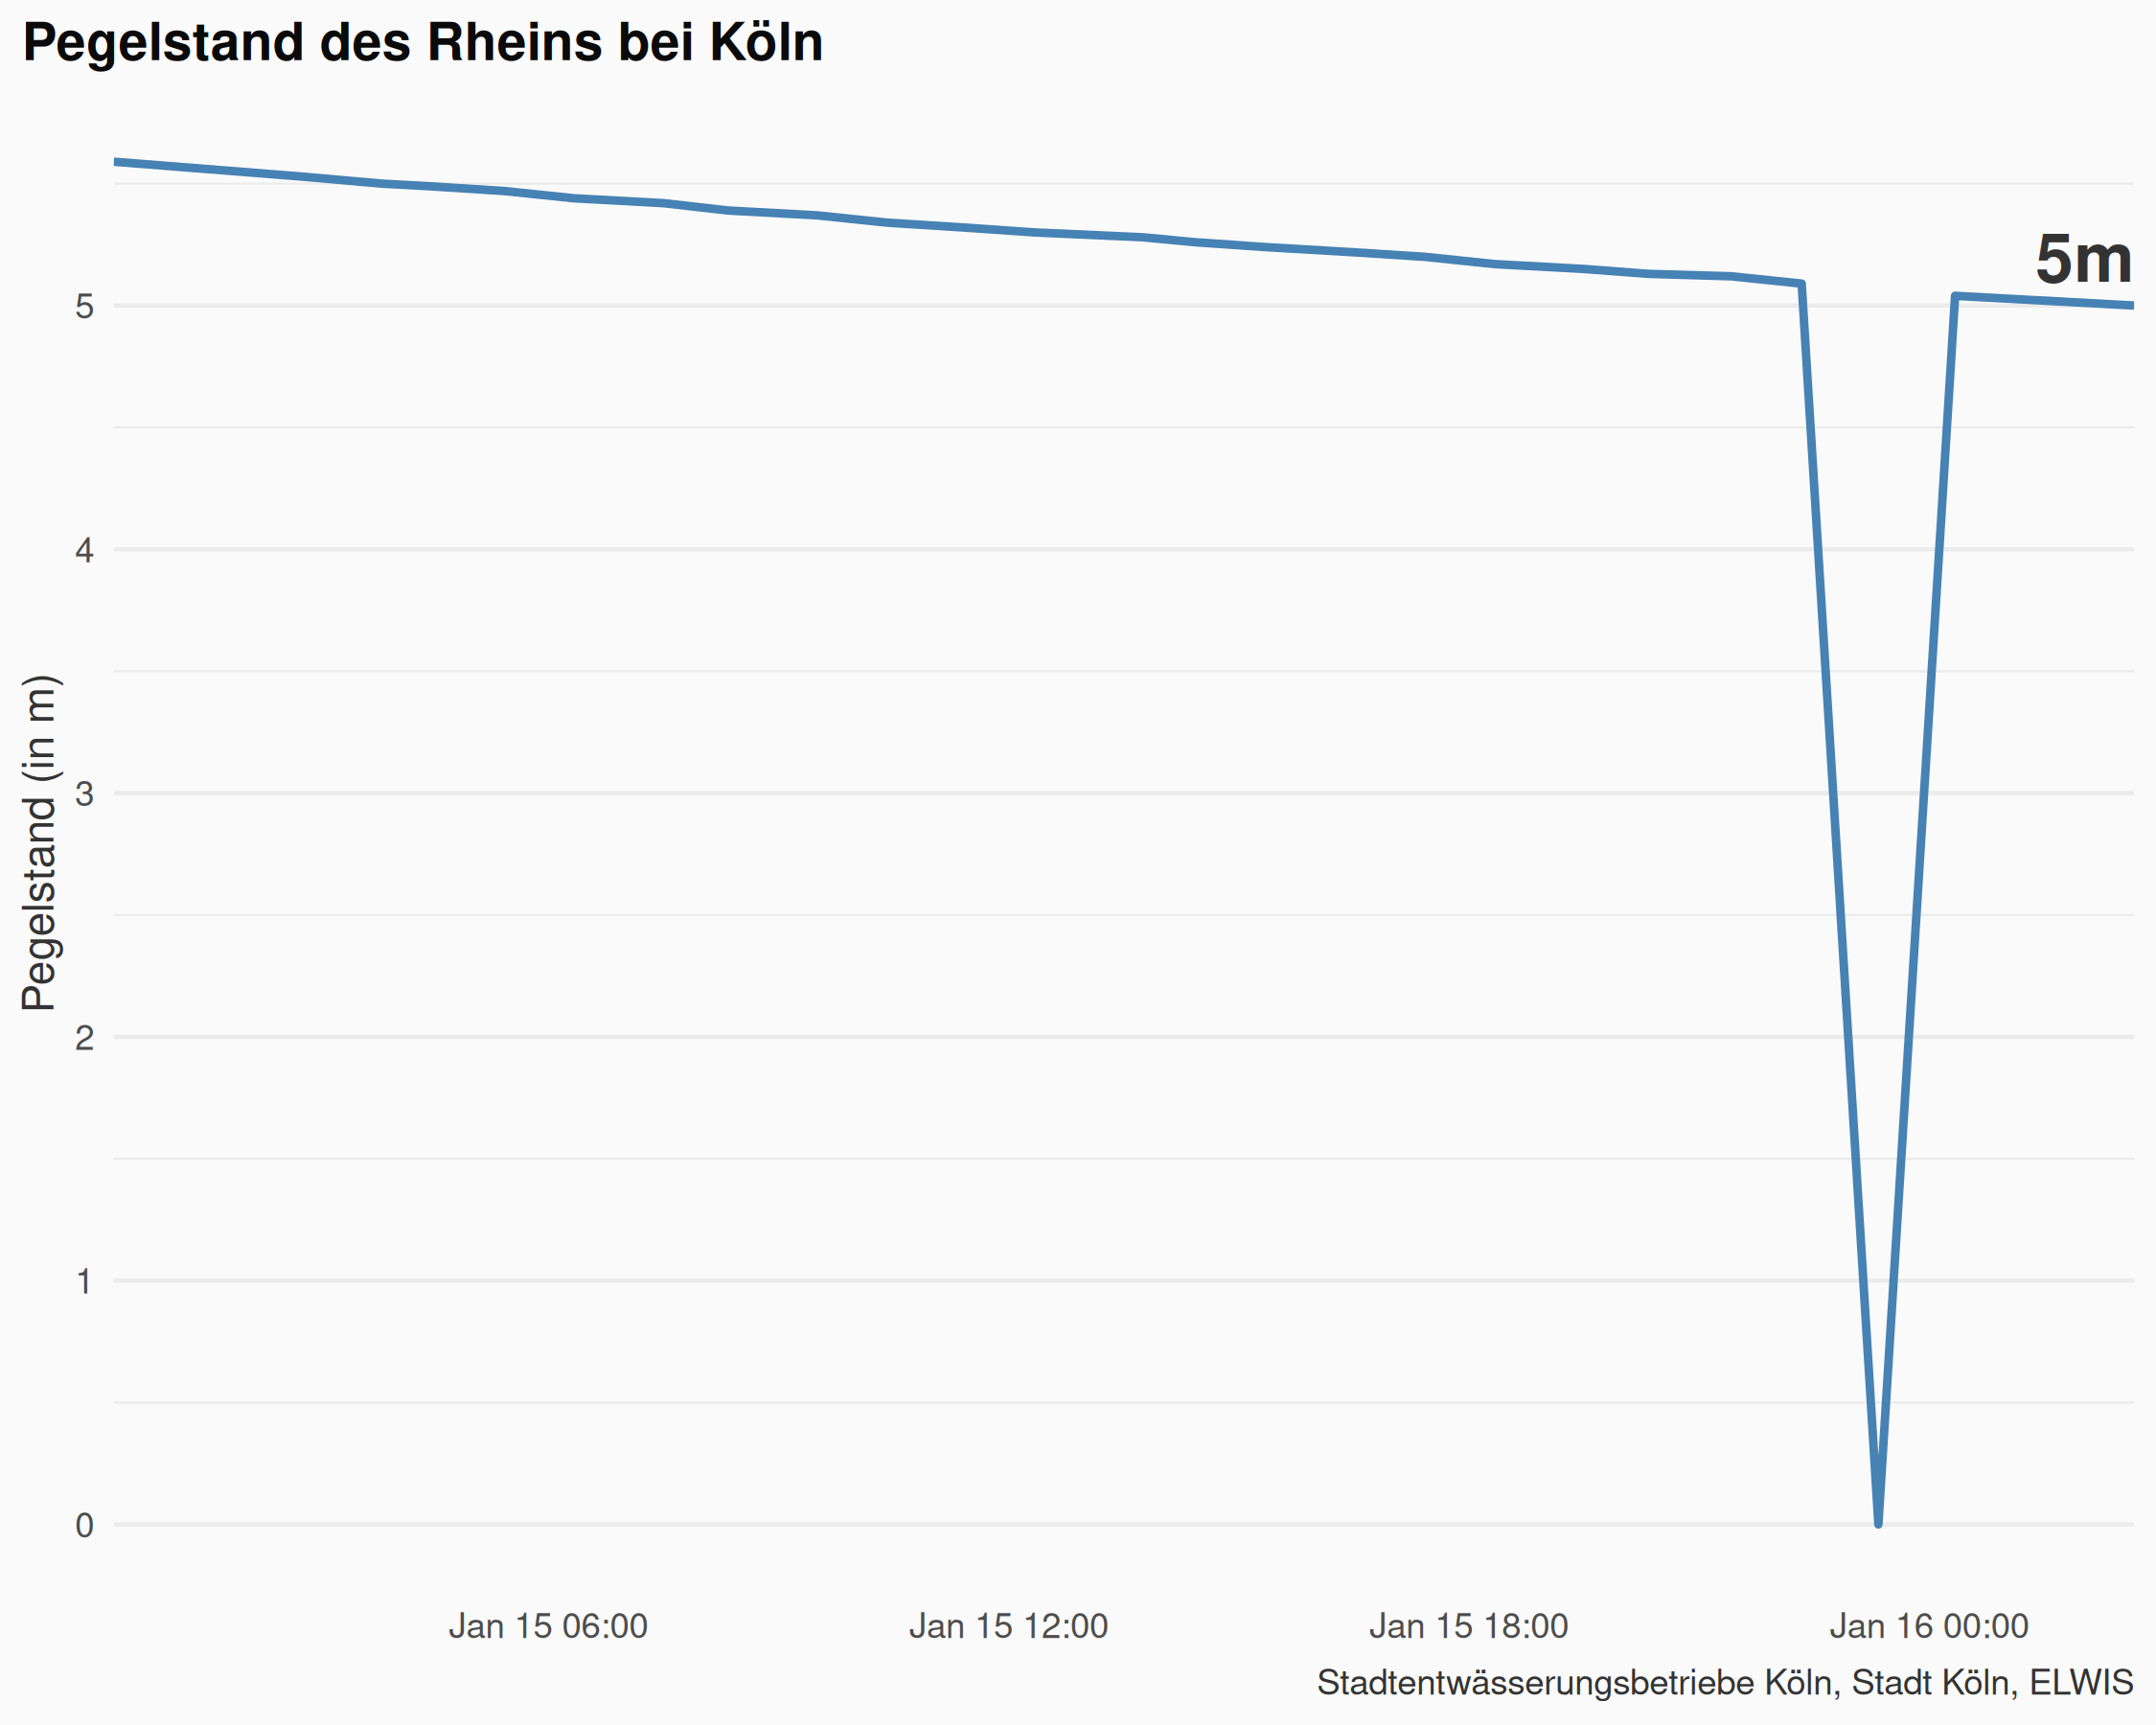 Pegelstand des Rheins bei Köln
5m
Pegelstand (in m)
5
4
3
2
1
0
Jan 15 06:00
Jan 15 12:00
Jan 15 18:00
Jan 16 00:00
Stadtentwässerungsbetriebe Köln, Stadt Köln, ELWIS